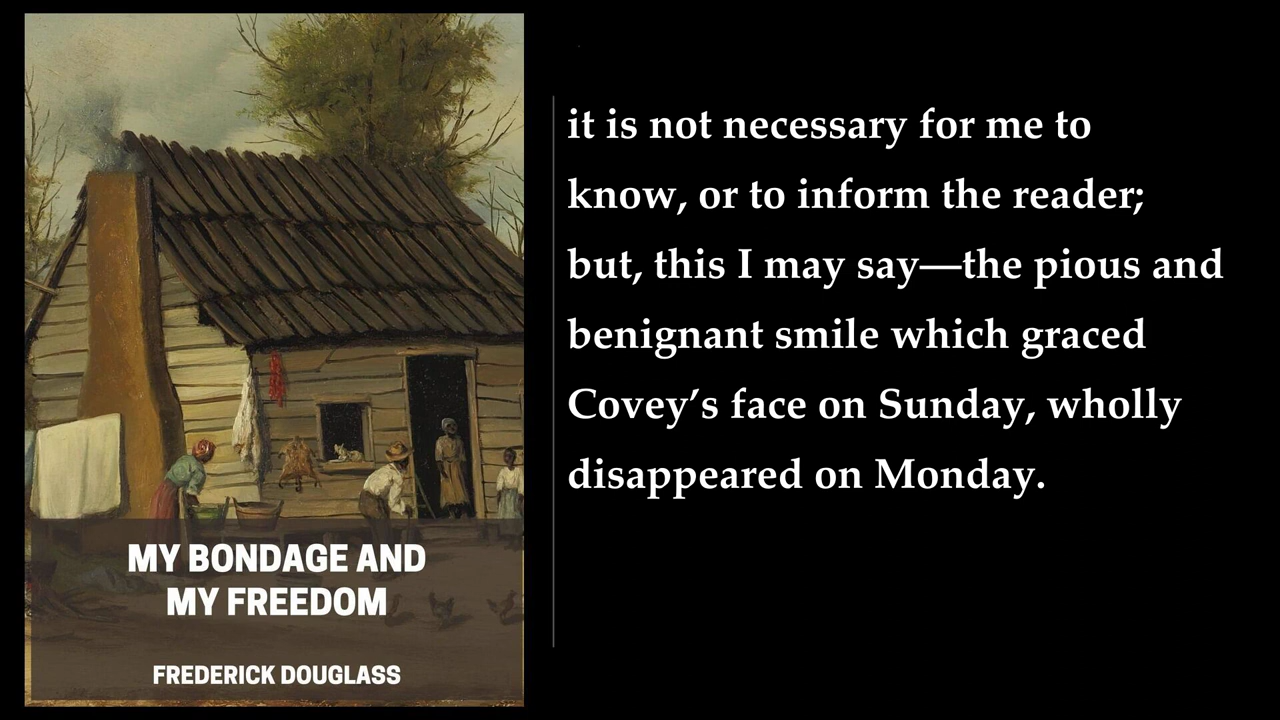 it is not necessary for me to
know, or to inform the reader;
but, this I may say—the pious and
benignant smile which graced
Covey’s face on Sunday, wholly
disappeared on Monday.
MY BONDAGE AND
MY FREEDOM
FREDERICK DOUGLASS